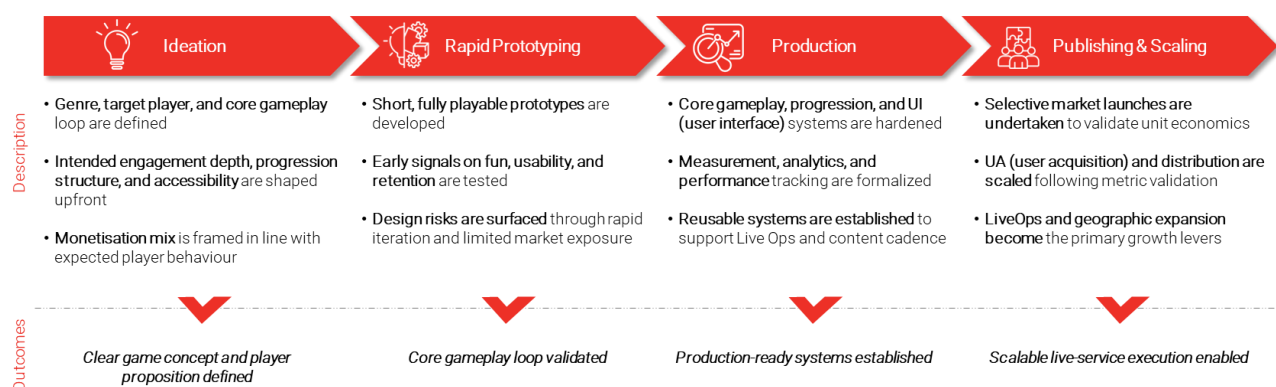 Ideation
Rapid Prototyping
Production
Publishing & Scaling
Description
• Genre, target player, and core gameplay
loop are defined
• Intended engagement depth, progression
structure, and accessibility are shaped
upfront
• Monetisation mix is framed in line with
expected player behaviour
• Short, fully playable prototypes are
developed
• Early signals on fun, usability, and
retention are tested
• Design risks are surfaced through rapid
iteration and limited market exposure
• Core gameplay, progression, and UI
(user interface) systems are hardened
• Measurement, analytics, and
performance tracking are formalized
• Reusable systems are established to
support Live Ops and content cadence
• Selective market launches are
undertaken to validate unit economics
• UA (user acquisition) and distribution are
scaled following metric validation
• LiveOps and geographic expansion
become the primary growth levers
Outcomes
Clear game concept and player
proposition defined
Core gameplay loop validated
Production-ready systems established
Scalable live-service execution enabled